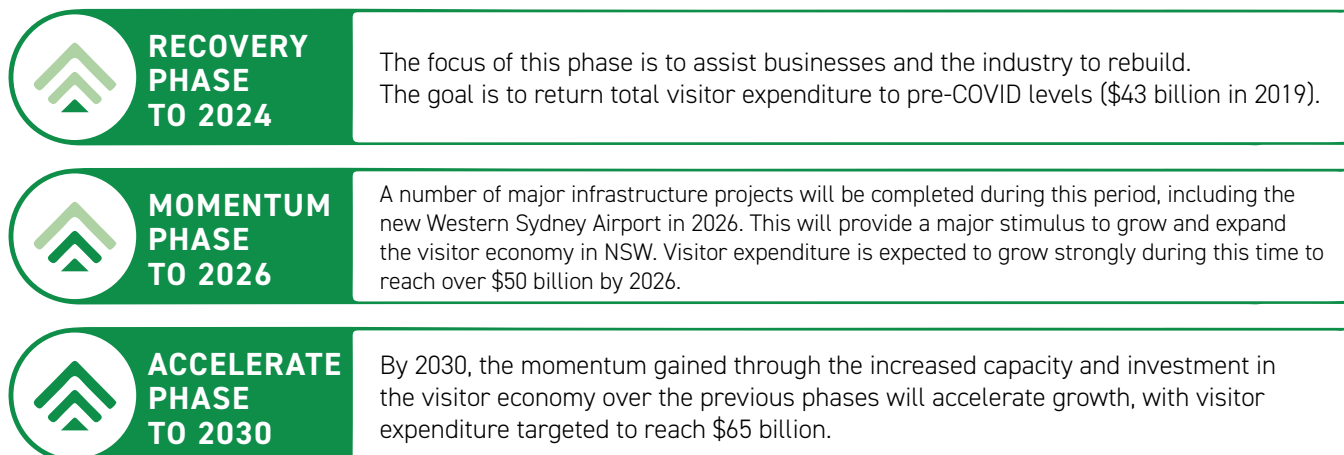 RECOVERY
PHASE
TO 2024
The focus of this phase is to assist businesses and the industry to rebuild.
The goal is to return total visitor expenditure to pre-COVID levels ($43 billion in 2019).
MOMENTUM
PHASE
TO 2026
A number of major infrastructure projects will be completed during this period, including the
new Western Sydney Airport in 2026. This will provide a major stimulus to grow and expand
the visitor economy in NSW. Visitor expenditure is expected to grow strongly during this time to
reach over $50 billion by 2026.
ACCELERATE
PHASE
TO 2030
By 2030, the momentum gained through the increased capacity and investment in
the visitor economy over the previous phases will accelerate growth, with visitor
expenditure targeted to reach $65 billion.